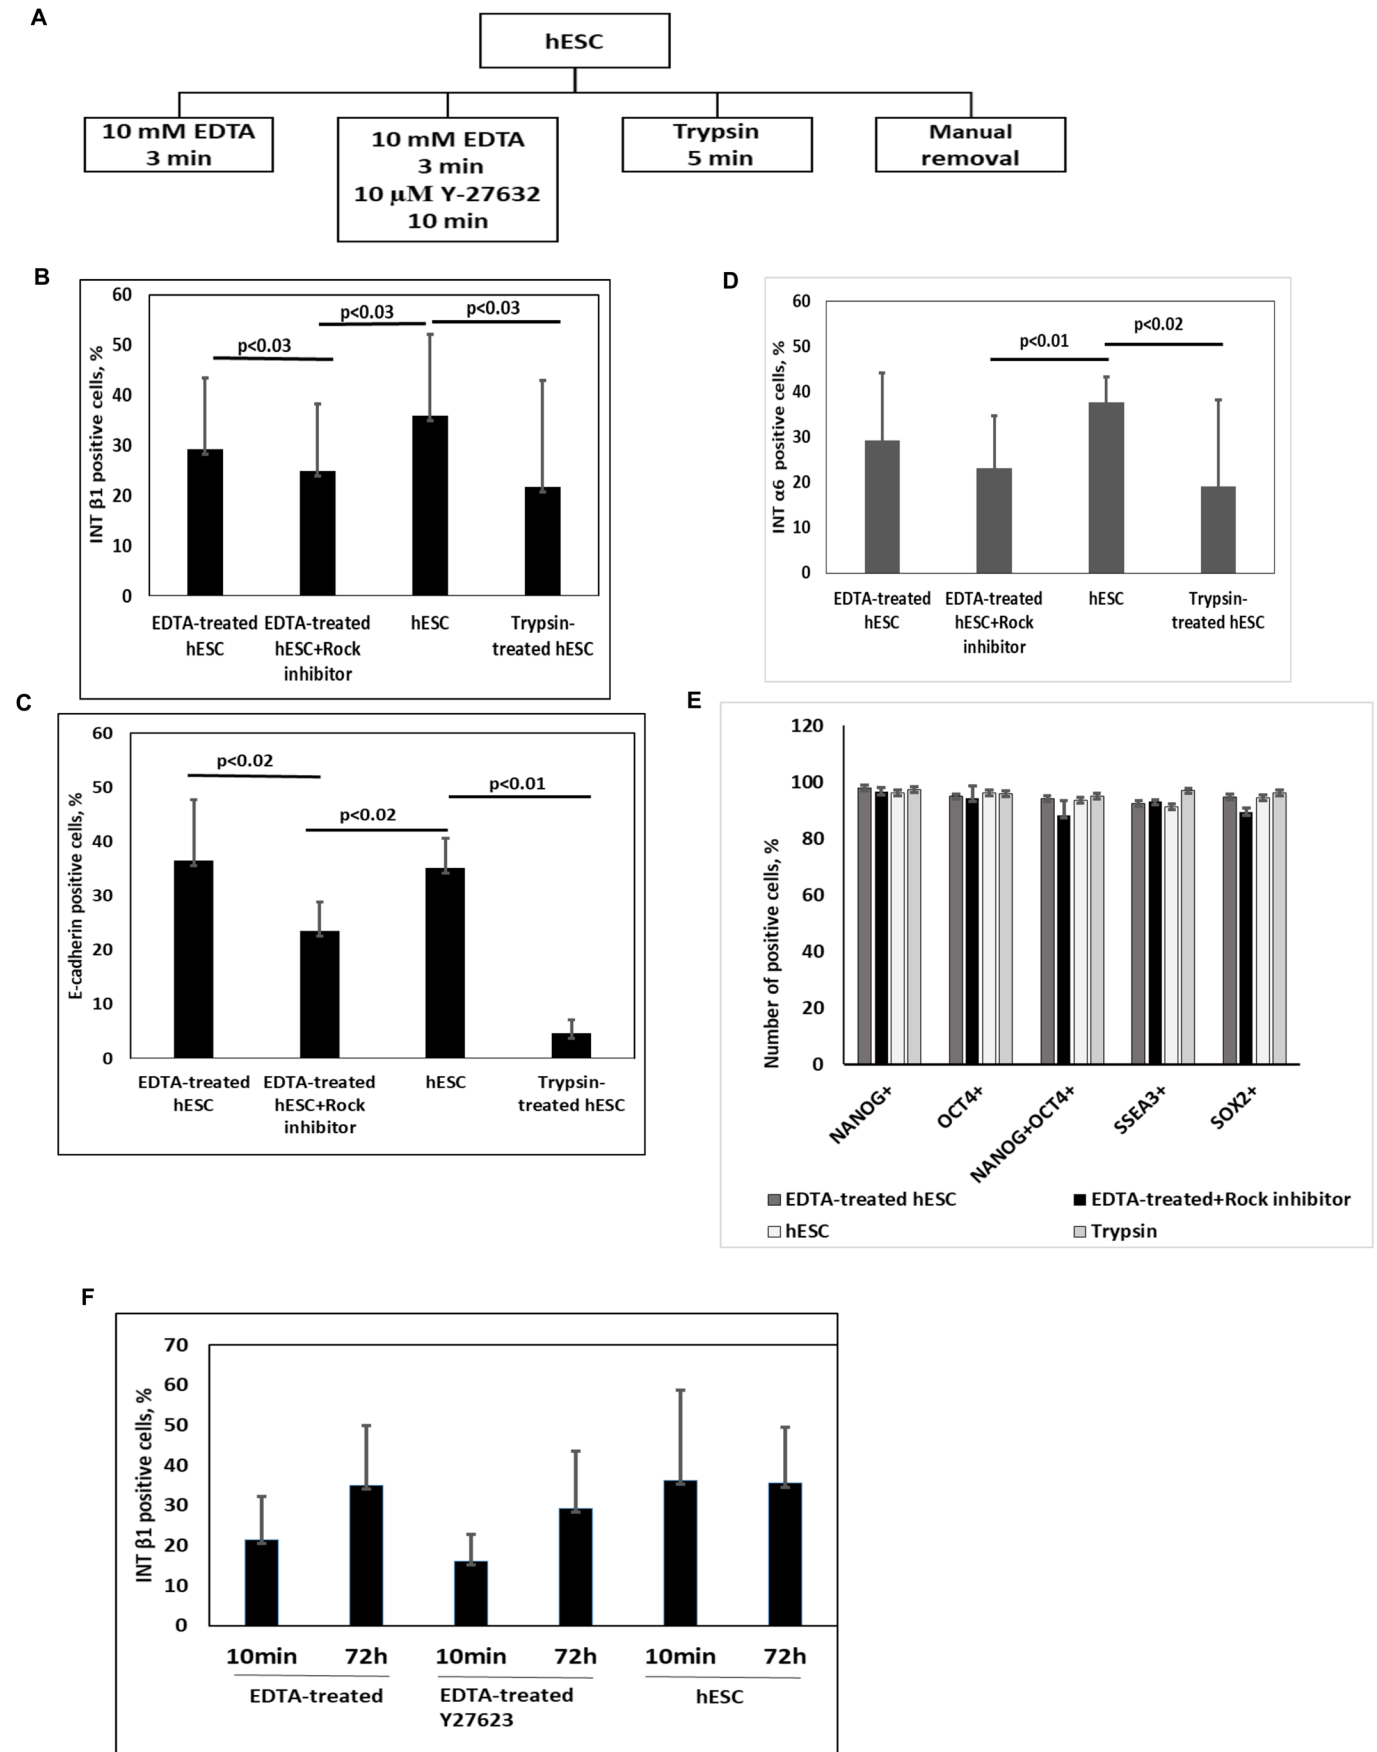 A
hESC
10 mM EDTA
3 min
10 mM EDTA
3 min
10 μM Y-27632
10 min
Trypsin
5 min
Manual
removal
B
INT β1 positive cells, %
60
50
40
30
20
10
0
p<0.03
p<0.03
p<0.03
EDTA-treated
hESC
EDTA-treated
hESC+Rock
inhibitor
hESC
Trypsin-
treated hESC
D
INT α6 positive cells, %
60
50
40
30
20
10
0
p<0.01
p<0.02
EDTA-treated
hESC
EDTA-treated
hESC+Rock
inhibitor
hESC
Trypsin-
treated hESC
C
E-cadherin positive cells, %
60
50
40
30
20
10
0
p<0.02
p<0.02
p<0.01
EDTA-treated
hESC
EDTA-treated
hESC+Rock
inhibitor
hESC
Trypsin-
treated hESC
E
Number of positive cells, %
120
100
80
60
40
20
0
NANOG+
OCT4+
NANOG+OCT4+
SSEA3+
SOX2+
EDTA-treated hESC
EDTA-treated+Rock inhibitor
hESC
Trypsin
F
INT β1 positive cells, %
70
60
50
40
30
20
10
0
10min
72h
10min
72h
10min
72h
EDTA-treated
EDTA-treated
Y27623
hESC